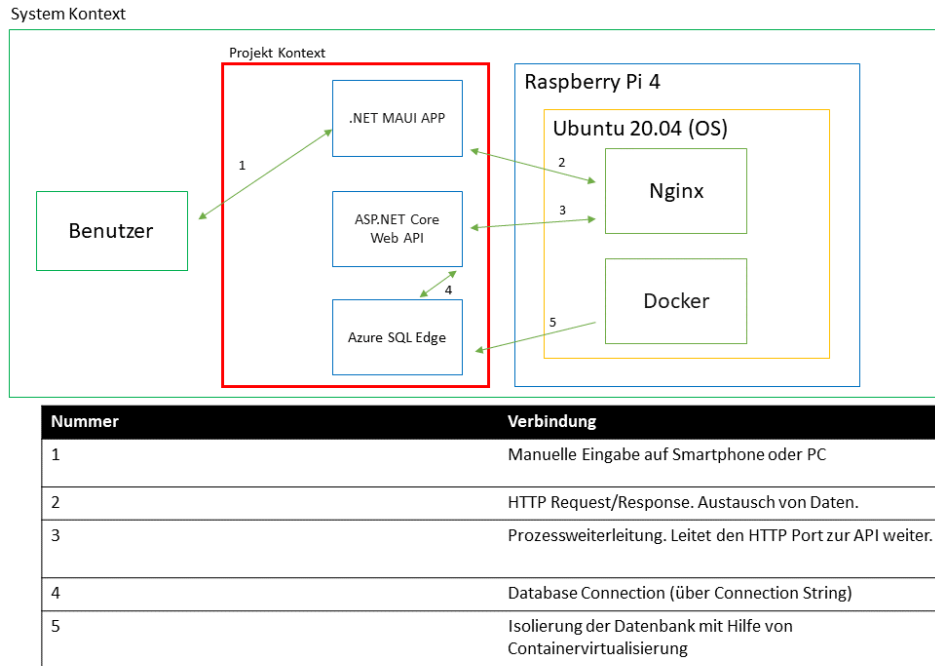 System Kontext
Projekt Kontext
.NET MAUI APP
Raspberry Pi 4
Ubuntu 20.04 (OS)
1
2
Nginx
Benutzer
ASP.NET Core
Web API
3
4
Docker
Azure SQL Edge
5
Nummer Verbindung
1 Manuelle Eingabe auf Smartphone oder PC
2 HTTP Request/Response. Austausch von Daten.
3 Prozessweiterleitung. Leitet den HTTP Port zur API weiter.
4 Database Connection (über Connection String)
5 Isolierung der Datenbank mit Hilfe von
Containervirtualisierung